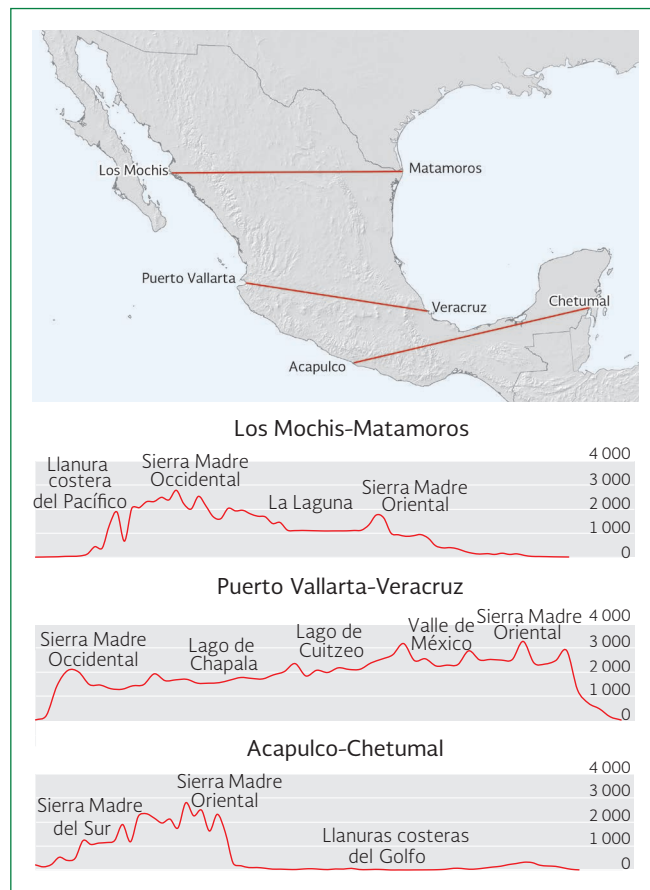 Los Mochis
Matamoros
Puerto Vallarta
Veracruz
Chetumal
Acapulco
Los Mochis-Matamoros
Llanura
costera
del Pacífico
Sierra Madre
Occidental
La Laguna
Sierra Madre
Oriental
4 000
3 000
2 000
1 000
0
Puerto Vallarta-Veracruz
Sierra Madre
Occidental
Lago de
Chapala
Lago de
Cuitzeo
Valle de
México
Sierra Madre
Oriental
4 000
3 000
2 000
1 000
0
Acapulco-Chetumal
Sierra Madre
del Sur
Sierra Madre
Oriental
Llanuras costeras
del Golfo
4 000
3 000
2 000
1 000
0